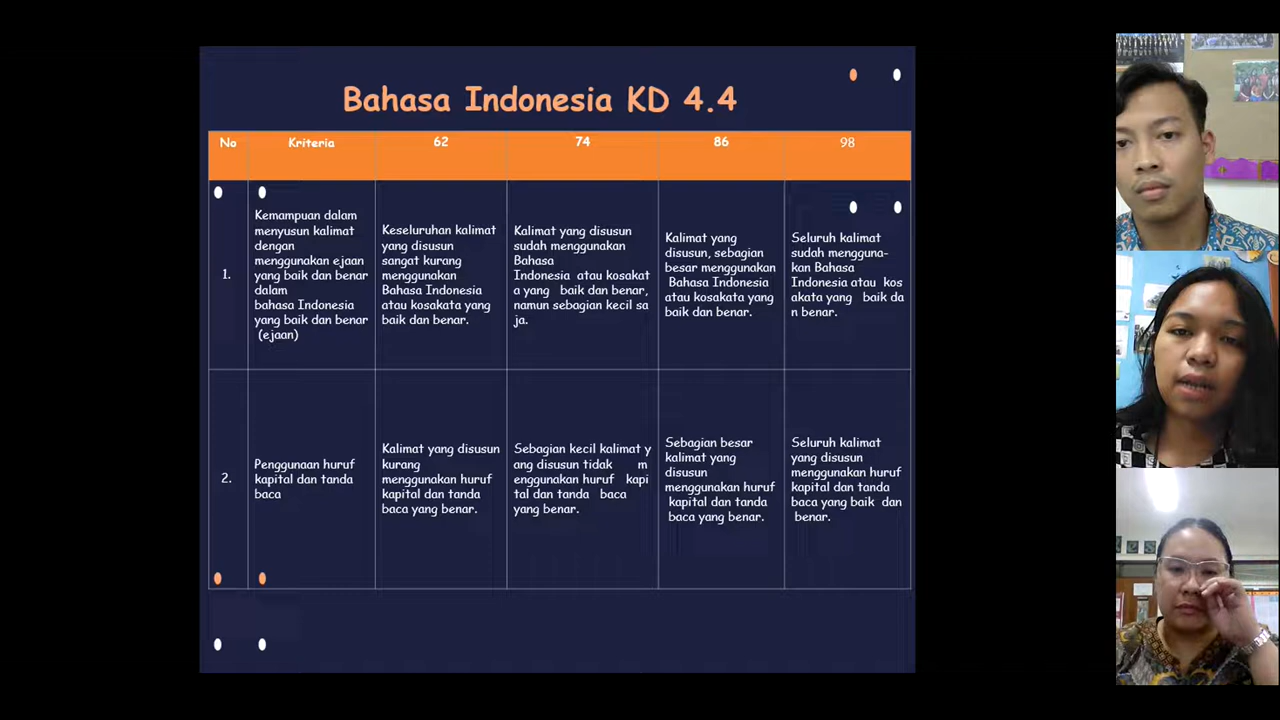 Bahasa Indonesia KD 4.4
No
Kriteria
62
74
86
98
1.
Kemampuan dalam
menyusun kalimat
dengan
menggunakan ejaan
yang baik dan benar
dalam
bahasa Indonesia
yang baik dan benar
(ejaan)
Keseluruhan kalimat
yang disusun
sangat kurang
menggunakan
Bahasa Indonesia
atau kosakata yang
baik dan benar.
Kalimat yang disusun
sudah menggunakan
Bahasa
Indonesia atau kosakat
a yang baik dan benar,
namun sebagian kecil sa
ja.
Kalimat yang
disusun, sebagian
besar menggunakan
Bahasa Indonesia
atau kosakata yang
baik dan benar.
Seluruh kalimat
sudah mengguna-
kan Bahasa
Indonesia atau kos
akata yang baik da
n benar.
2.
Penggunaan huruf
kapital dan tanda
baca
Kalimat yang disusun
kurang
menggunakan huruf
kapital dan tanda
baca yang benar.
Sebagian kecil kalimat y
ang disusun tidak m
enggunakan huruf kapi
tal dan tanda baca
yang benar.
Sebagian besar
kalimat yang
disusun
menggunakan huruf
kapital dan tanda
baca yang benar.
Seluruh kalimat
yang disusun
menggunakan huruf
kapital dan tanda
baca yang baik dan
benar.